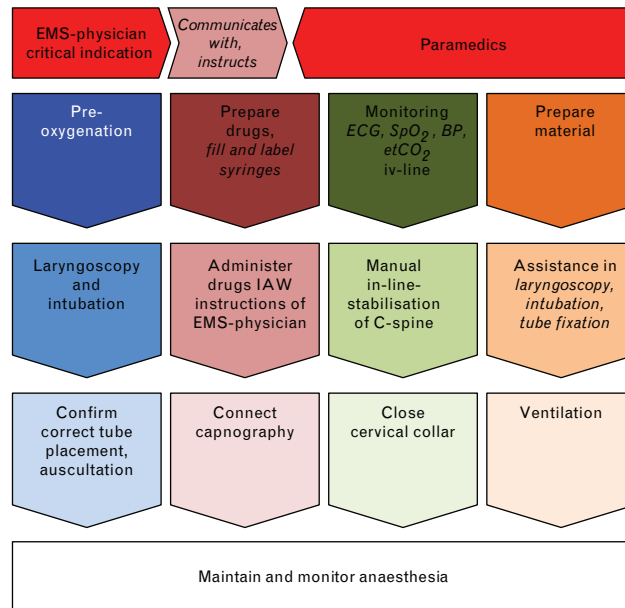 EMS-physician
critical indication
Communicates
with,
instructs
Paramedics
Pre-
oxygenation
Prepare
drugs,
fill and label
syringes
Monitoring
ECG, SpO₂, BP,
etCO₂
iv-line
Prepare
material
Laryngoscopy
and
intubation
Administer
drugs IAW
instructions of
EMS-physician
Manual
in-line-
stabilisation
of C-spine
Assistance in
laryngoscopy,
intubation,
tube fixation
Confirm
correct tube
placement,
auscultation
Connect
capnography
Close
cervical collar
Ventilation
Maintain and monitor anaesthesia